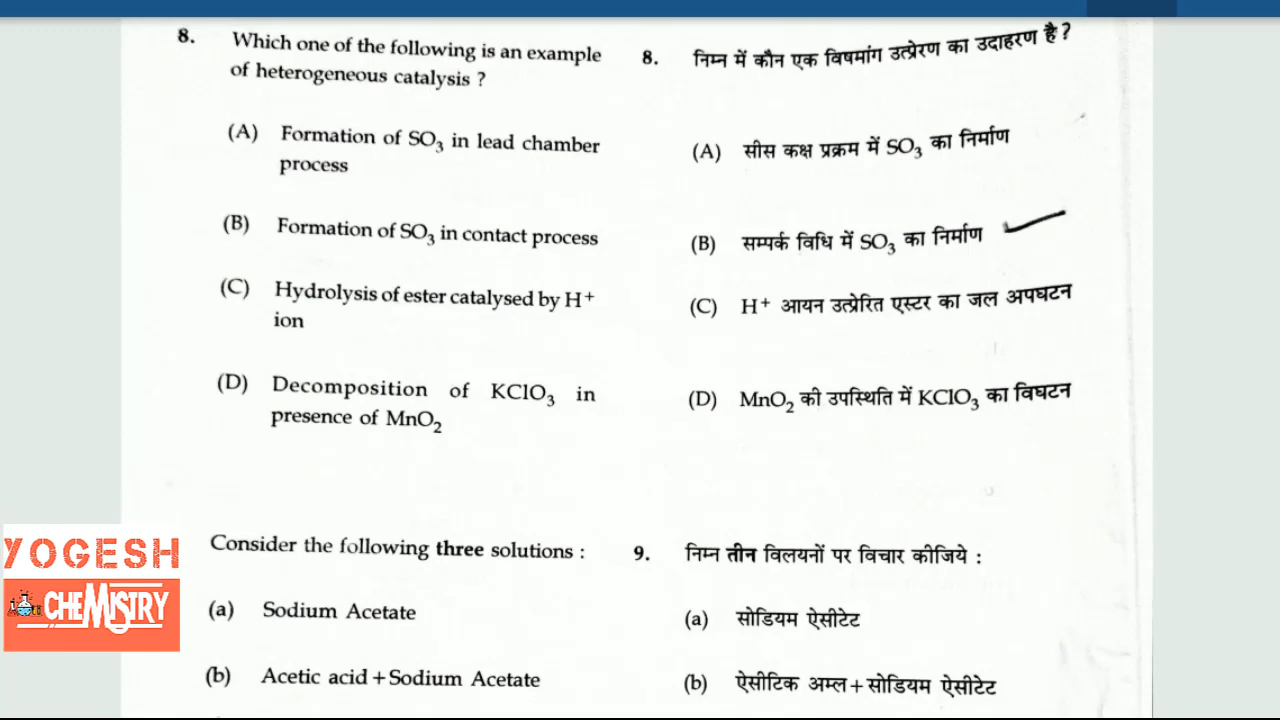 8. Which one of the following is an example
of heterogeneous catalysis ?
(A) Formation of SO₃ in lead chamber
process
(B) Formation of SO₃ in contact process
(C) Hydrolysis of ester catalysed by H⁺
ion
(D) Decomposition of KClO₃ in
presence of MnO₂
Consider the following three solutions :
(a) Sodium Acetate
(b) Acetic acid + Sodium Acetate
8. निम्न में कौन एक विषमांग उत्प्रेरण का उदाहरण है ?
(A) सीस कक्ष प्रक्रम में SO₃ का निर्माण
(B) सम्पर्क विधि में SO₃ का निर्माण
(C) H⁺ आयन उत्प्रेरित एस्टर का जल अपघटन
(D) MnO₂ की उपस्थिति में KClO₃ का विघटन
9. निम्न तीन विलयनों पर विचार कीजिये :
(a) सोडियम ऐसीटेट
(b) ऐसीटिक अम्ल + सोडियम ऐसीटेट
YOGESH
CHEMISTRY